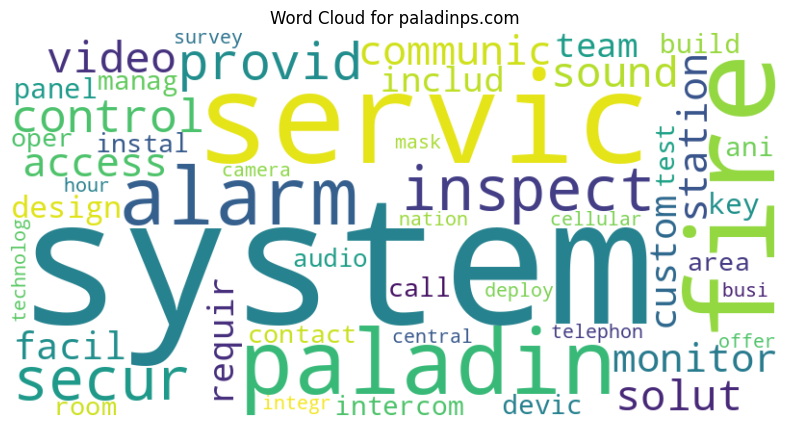 Word Cloud for paladinps.com
survey
video
provid
communic
team
build
panel
manag
includ
sound
control
servic
station
fire
oper
instal
mask
test
ani
access
camera
hour
alarm
inspect
design
nation
cellular
custom
key
technolog
system
audio
call
deploy
area
busi
requir
contact
central
telephon
offer
facil
paladin
monitor
secur
solut
room
integr
intercom
devic